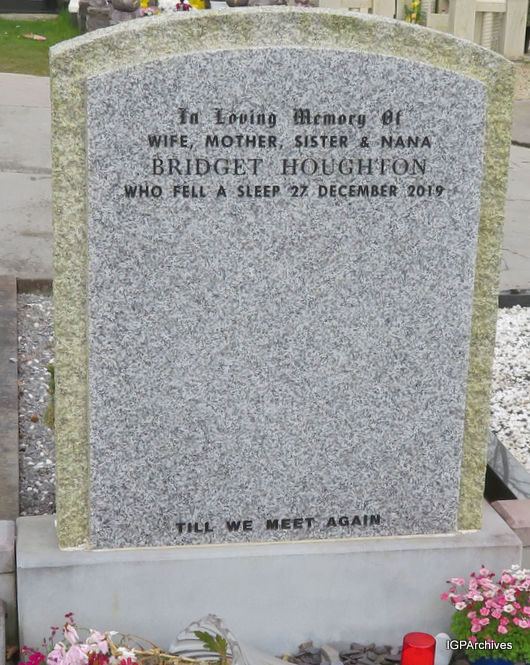 In Loving Memory Of
WIFE, MOTHER, SISTER & NANA
BRIDGET HOUGHTON
WHO FELL A SLEEP 27 DECEMBER 2019
TILL WE MEET AGAIN
IGPArchives